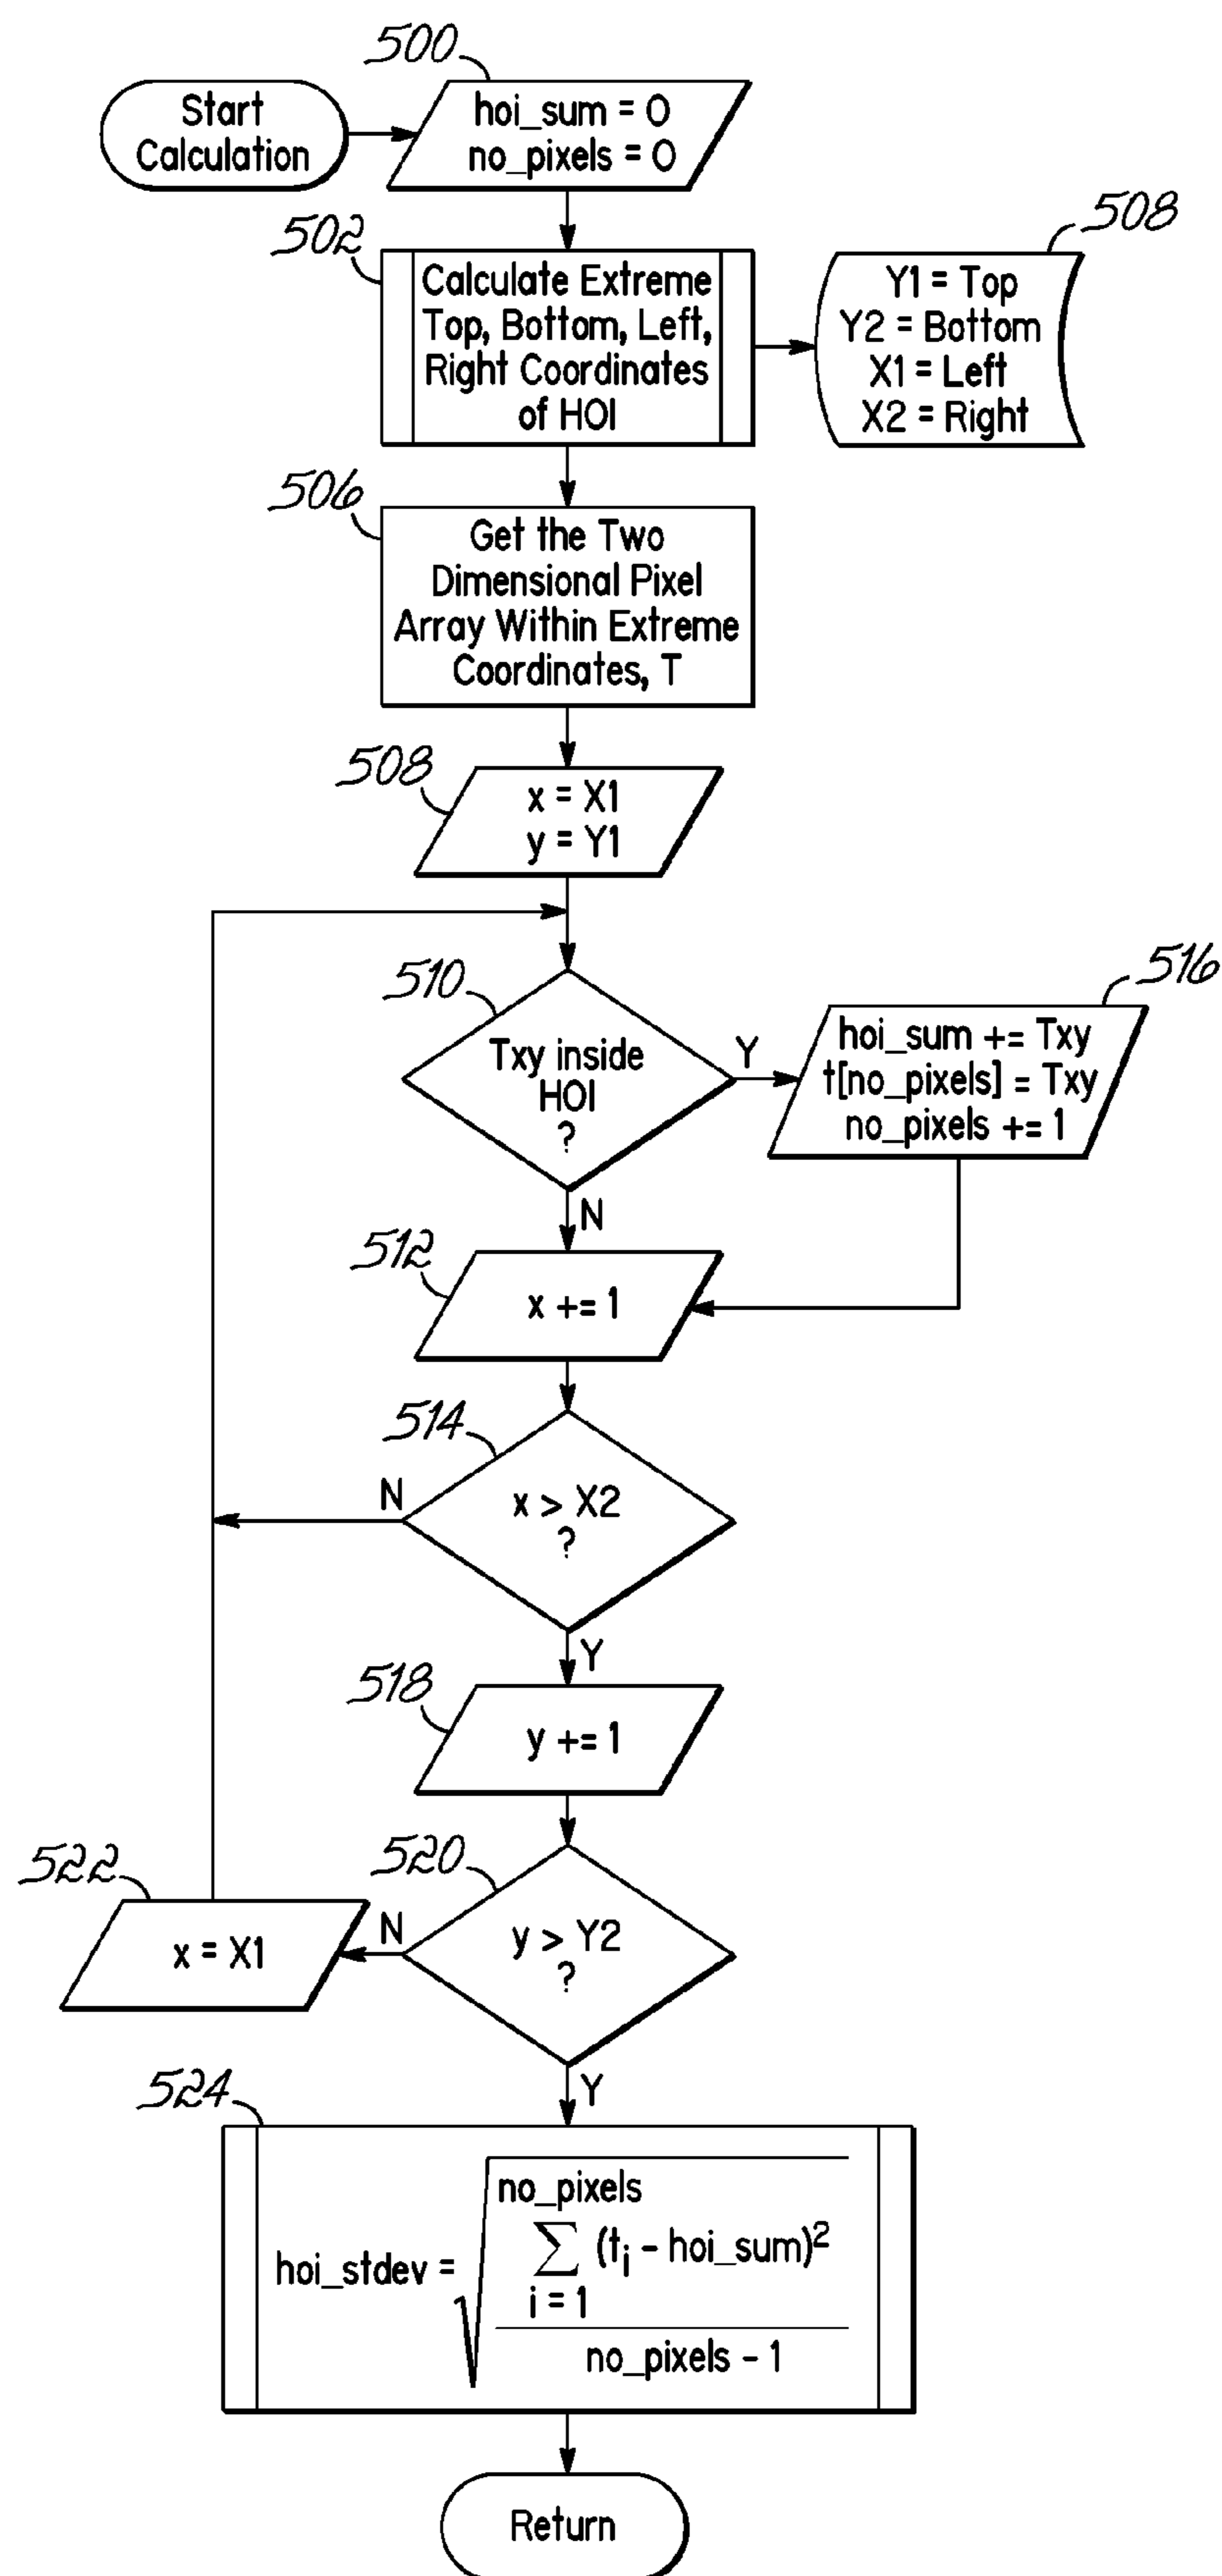 500
Start
Calculation
hoi_sum = 0
no_pixels = 0
502
Calculate Extreme
Top, Bottom, Left,
Right Coordinates
of HOI
508
Y1 = Top
Y2 = Bottom
X1 = Left
X2 = Right
506
Get the Two
Dimensional Pixel
Array Within Extreme
Coordinates, T
508
x = X1
y = Y1
510
Txy inside
HOI
?
Y
516
hoi_sum += Txy
t[no_pixels] = Txy
no_pixels += 1
N
512
x += 1
514
N
x > X2
?
Y
518
y += 1
522
x = X1
520
N
y > Y2
?
Y
524
hoi_stdev =
√
no_pixels
∑ (tᵢ - hoi_sum)²
i = 1
no_pixels - 1
Return